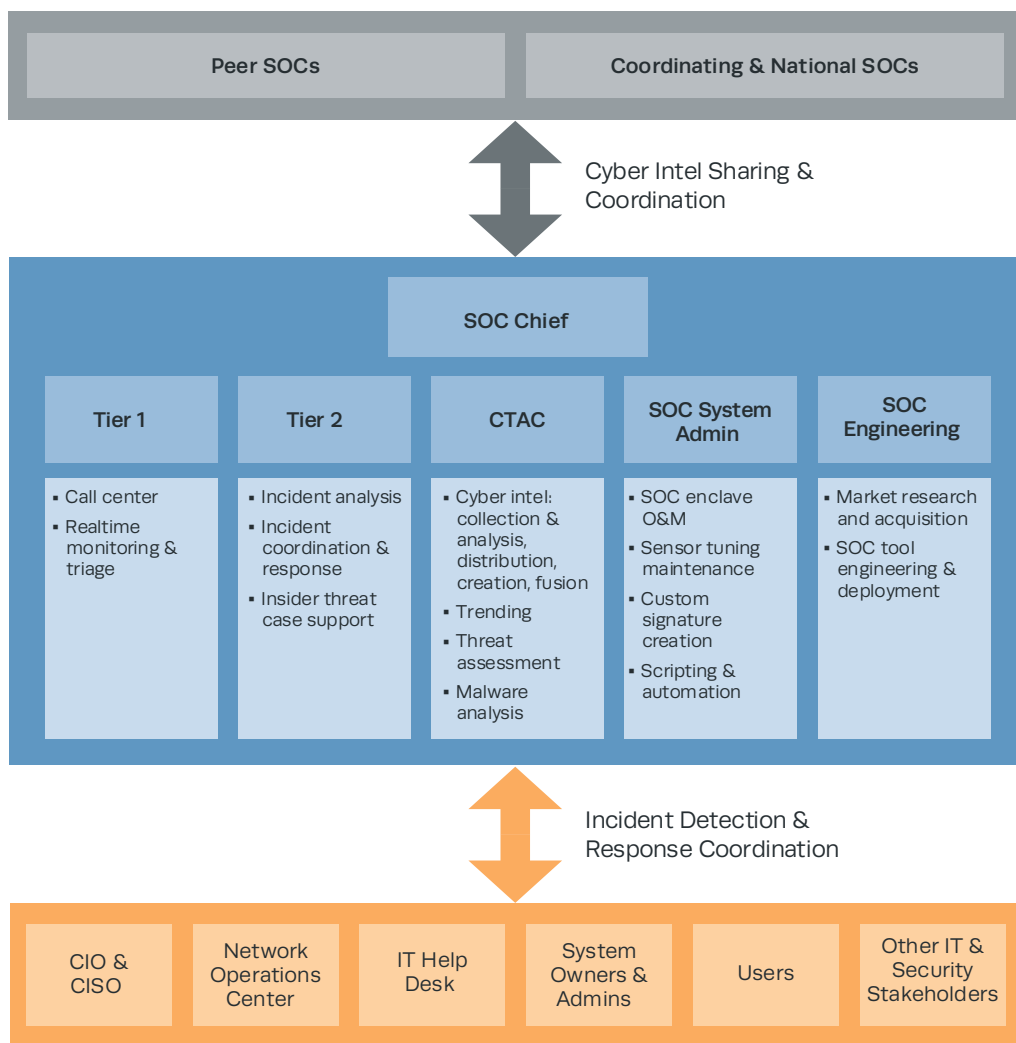 Peer SOCs
Coordinating & National SOCs
Cyber Intel Sharing &
Coordination
SOC Chief
Tier 1
Tier 2
CTAC
SOC System
Admin
SOC
Engineering
▪ Call center
▪ Realtime
monitoring &
triage
▪ Incident analysis
▪ Incident
coordination &
response
▪ Insider threat
case support
▪ Cyber intel:
collection &
analysis,
distribution,
creation, fusion
▪ Trending
▪ Threat
assessment
▪ Malware
analysis
▪ SOC enclave
O&M
▪ Sensor tuning
maintenance
▪ Custom
signature
creation
▪ Scripting &
automation
▪ Market research
and acquisition
▪ SOC tool
engineering &
deployment
Incident Detection &
Response Coordination
CIO &
CISO
Network
Operations
Center
IT Help
Desk
System
Owners &
Admins
Users
Other IT &
Security
Stakeholders